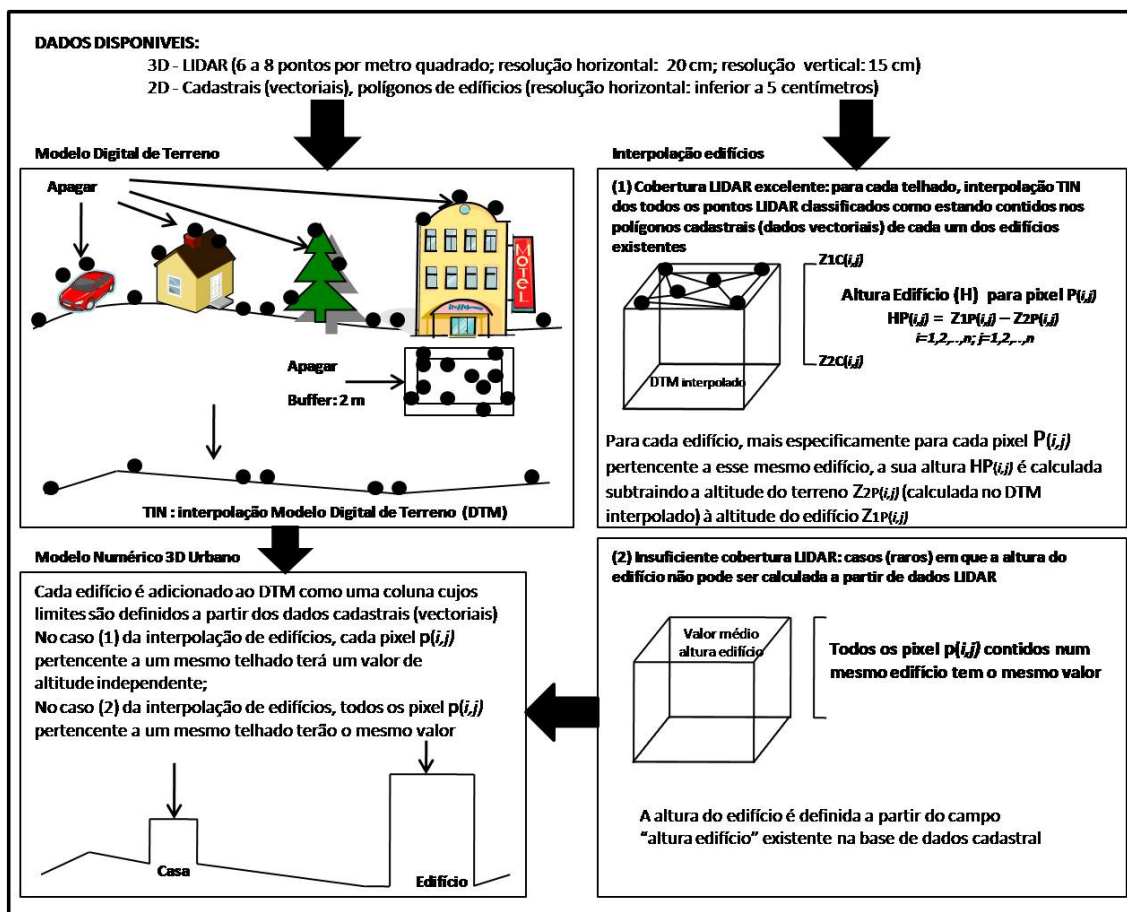 DADOS DISPONIVEIS:
3D - LIDAR (6 a 8 pontos por metro quadrado; resolução horizontal: 20 cm; resolução vertical: 15 cm)
2D - Cadastrais (vectoriais), polígonos de edíficios (resolução horizontal: inferior a 5 centímetros)
Modelo Digital de Terreno
Apagar
MOTEL
Apagar
Buffer: 2 m
TIN : interpolação Modelo Digital de Terreno (DTM)
Interpolação edifícios
(1) Cobertura LIDAR excelente: para cada telhado, interpolação TIN
dos todos os pontos LIDAR classificados como estando contidos nos
polígonos cadastrais (dados vectoriais) de cada um dos edifícios
existentes
Z1C(i,j)
Altura Edifício (H) para pixel P(i,j)
HP(i,j) = Z1P(i,j) – Z2P(i,j)
i=1,2,..,n; j=1,2,..,n
Z2C(i,j)
DTM interpolado
Para cada edifício, mais especificamente para cada pixel P(i,j)
pertencente a esse mesmo edifício, a sua altura HP(i,j) é calculada
subtraindo a altitude do terreno Z2P(i,j) (calculada no DTM
interpolado) à altitude do edifício Z1P(i,j)
Modelo Numérico 3D Urbano
Cada edifício é adicionado ao DTM como uma coluna cujos
limites são definidos a partir dos dados cadastrais (vectoriais)
No caso (1) da interpolação de edifícios, cada pixel p(i,j)
pertencente a um mesmo telhado terá um valor de
altitude independente;
No caso (2) da interpolação de edifícios, todos os pixel p(i,j)
pertencente a um mesmo telhado terão o mesmo valor
Casa
Edifício
(2) Insuficiente cobertura LIDAR: casos (raros) em que a altura do
edifício não pode ser calculada a partir de dados LIDAR
Valor médio
altura edifício
Todos os pixel p(i,j) contidos num
mesmo edifício tem o mesmo valor
A altura do edifício é definida a partir do campo
“altura edifício” existente na base de dados cadastral